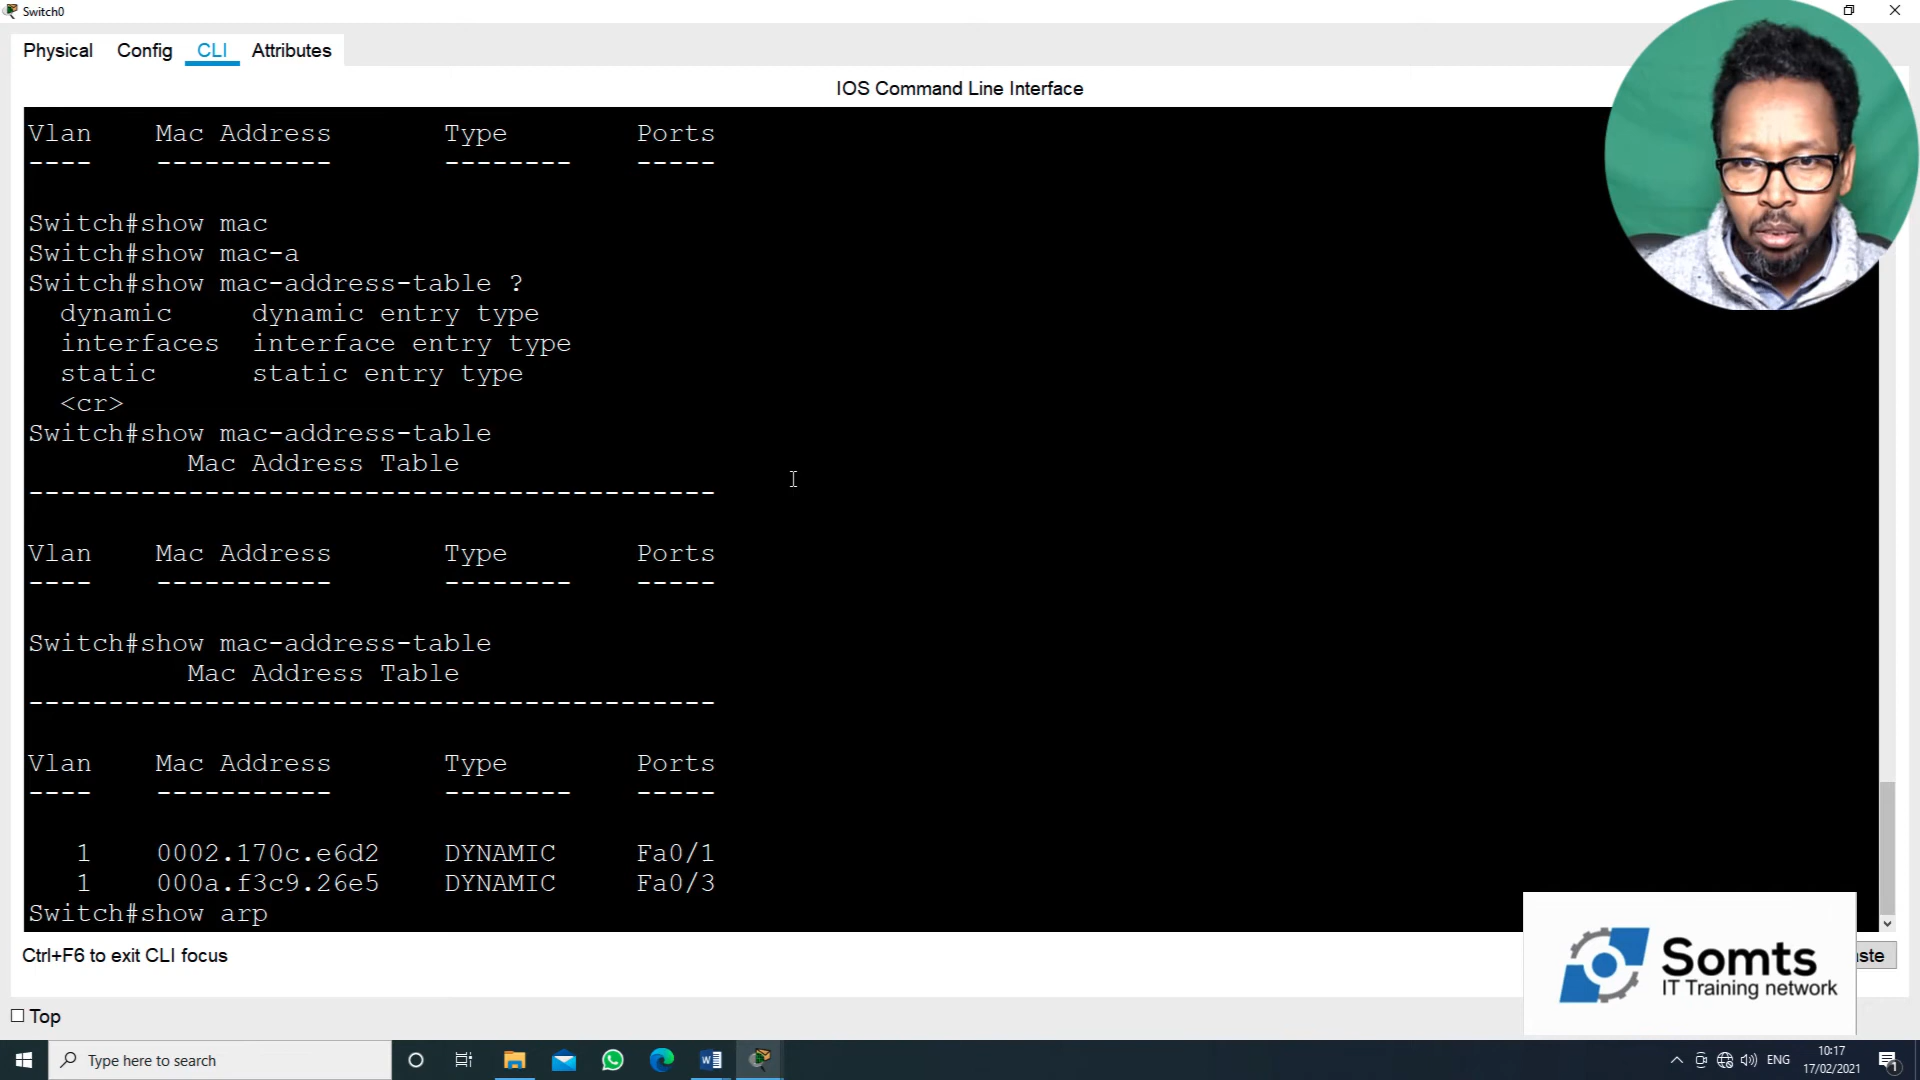 Switch0
Physical Config CLI Attributes
IOS Command Line Interface
Vlan Mac Address Type Ports
---- ----------- -------- -----
Switch#show mac
Switch#show mac-a
Switch#show mac-address-table ?
dynamic dynamic entry type
interfaces interface entry type
static static entry type
<cr>
Switch#show mac-address-table
Mac Address Table
-------------------------------------------
Vlan Mac Address Type Ports
---- ----------- -------- -----
Switch#show mac-address-table
Mac Address Table
-------------------------------------------
Vlan Mac Address Type Ports
---- ----------- -------- -----
1 0002.170c.e6d2 DYNAMIC Fa0/1
1 000a.f3c9.26e5 DYNAMIC Fa0/3
Switch#show arp
Ctrl+F6 to exit CLI focus
Somts
IT Training network
Top
Type here to search
ENG
10:17
17/02/2021
1